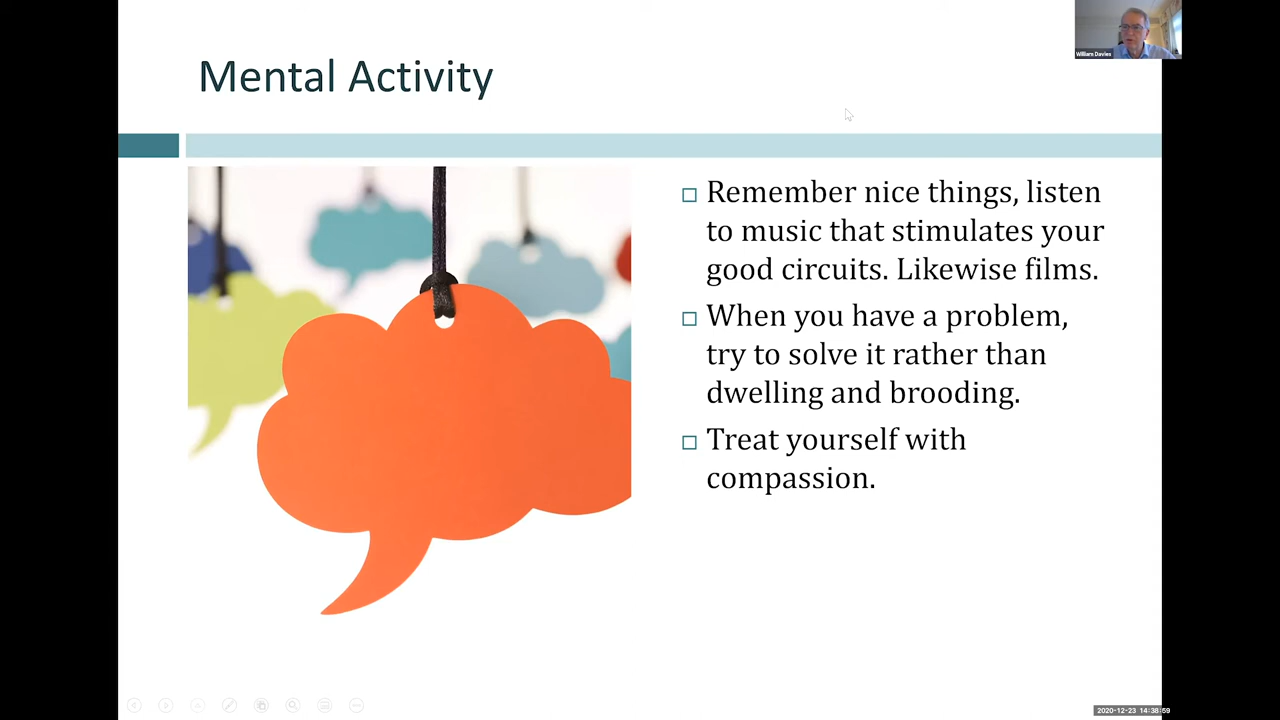 William Davies
Mental Activity
Remember nice things, listen
to music that stimulates your
good circuits. Likewise films.
When you have a problem,
try to solve it rather than
dwelling and brooding.
Treat yourself with
compassion.
2020-12-23 14:38:59